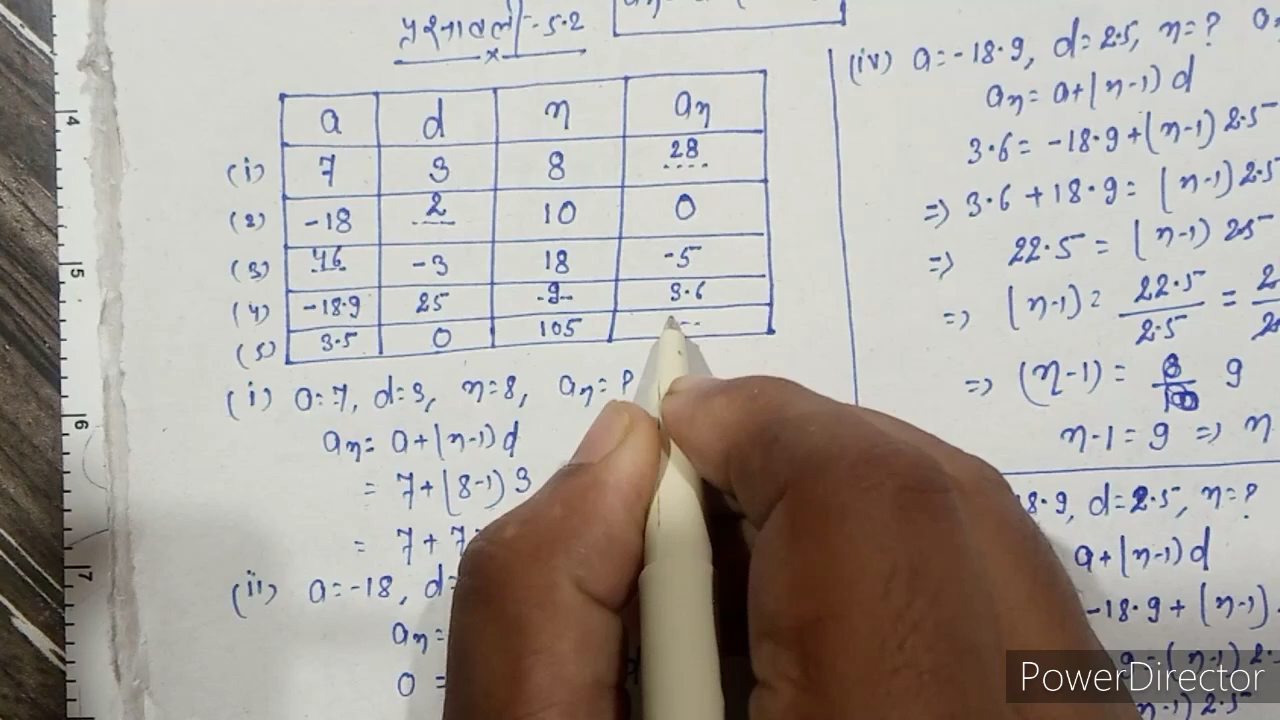 प्रश्नावली-5.2
a d n an
(i) 7 3 8 28
(2) -18 2 10 0
(3) 46 -3 18 -5
(4) -18.9 25 9 3.6
(5) 3.5 0 105 ---
(i) a=7, d=3, n=8, an=?
an= a+(n-1)d
= 7+(8-1)3
= 7+7
(ii) a=-18, d=
an=
0 =
(iv) a=-18.9, d=2.5, n=?
an= a+(n-1)d
3.6= -18.9+(n-1)2.5
=> 3.6+18.9= (n-1)2.5
=> 22.5 = (n-1) 25
=> (n-1)= 22.5/2.5 =
=> (n-1) = 9
n-1=9 => n
18.9, d=2.5, n=?
a+(n-1)d
-18.9+(n-1)
(n-1)2.
n-1)2.5
PowerDirector